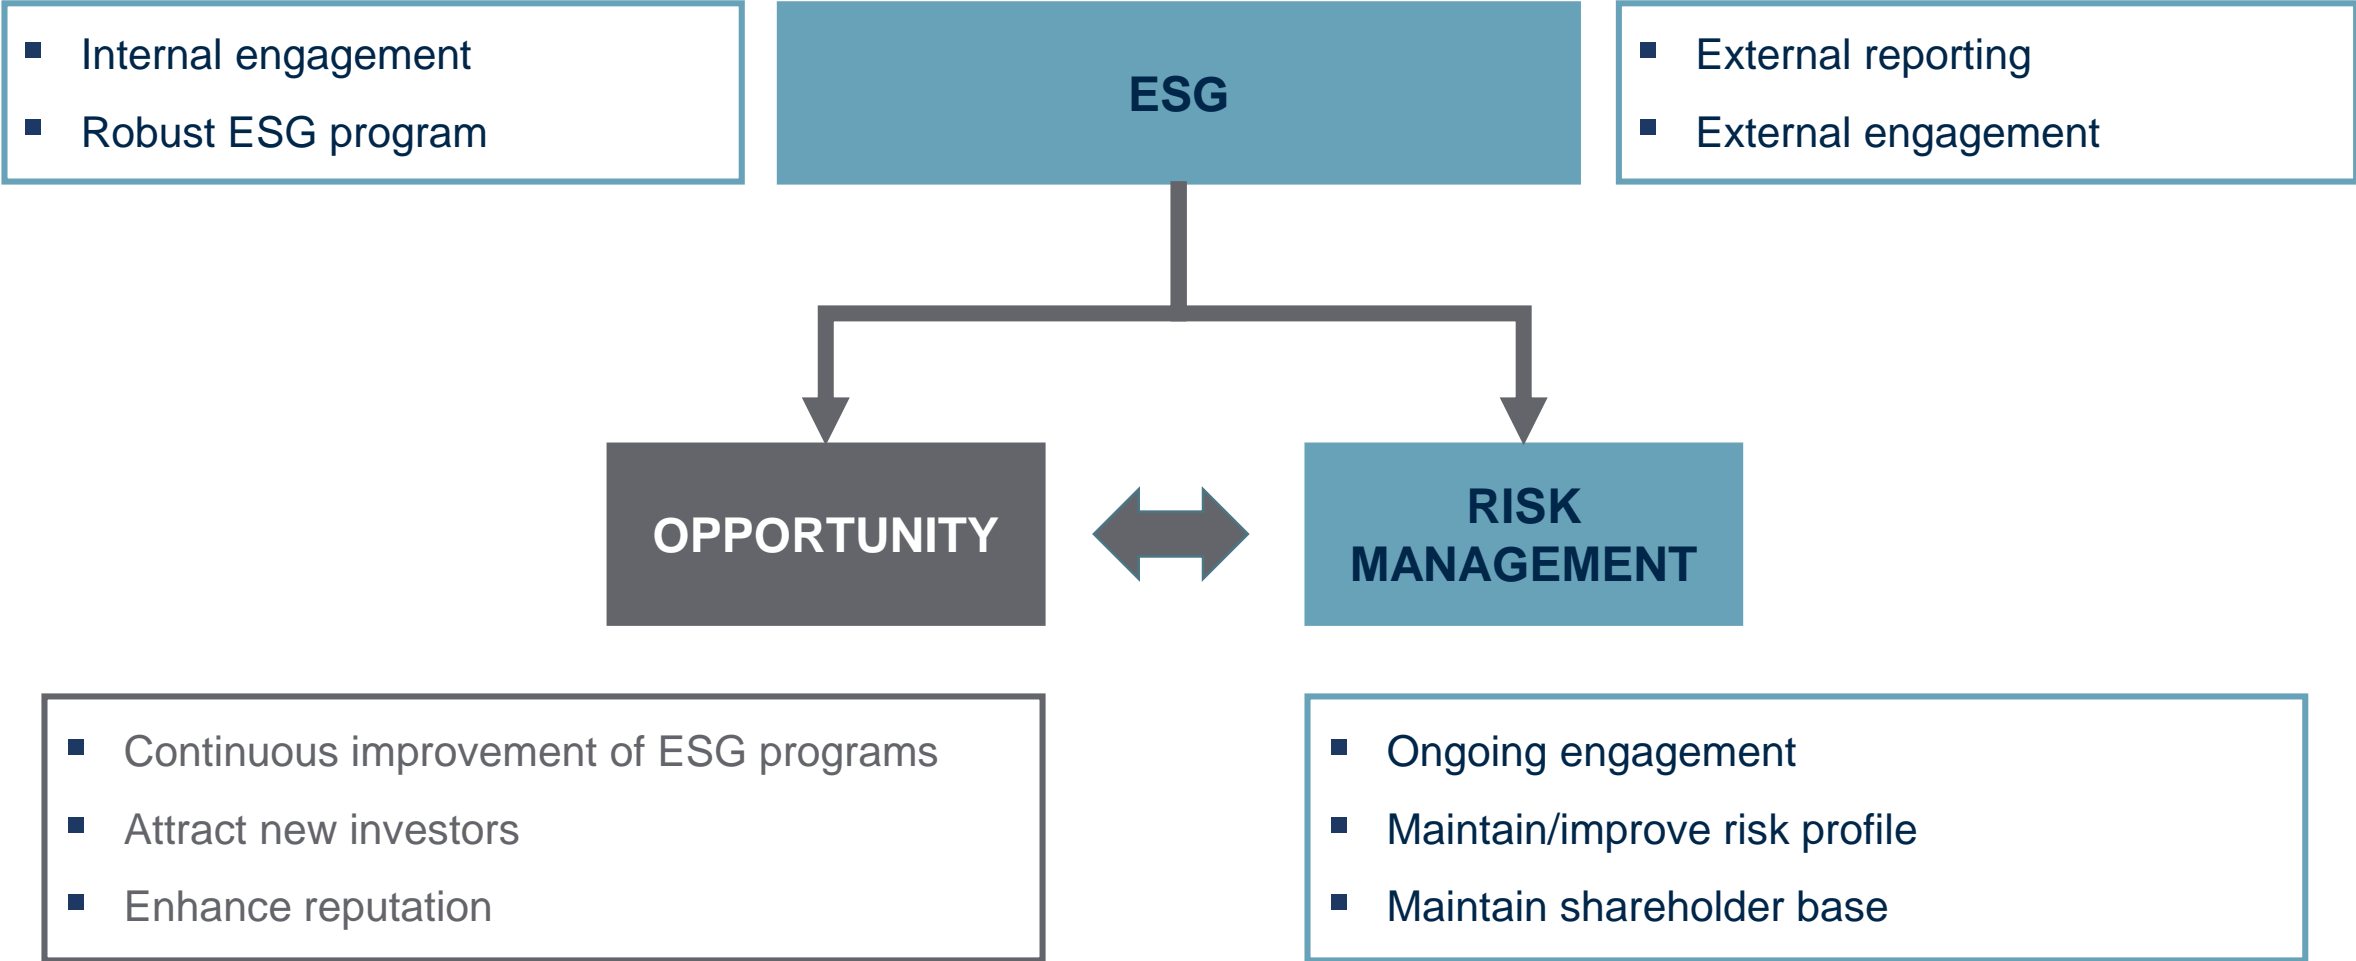 Internal engagement
Robust ESG program
ESG
External reporting
External engagement
OPPORTUNITY
RISK
MANAGEMENT
Continuous improvement of ESG programs
Attract new investors
Enhance reputation
Ongoing engagement
Maintain/improve risk profile
Maintain shareholder base